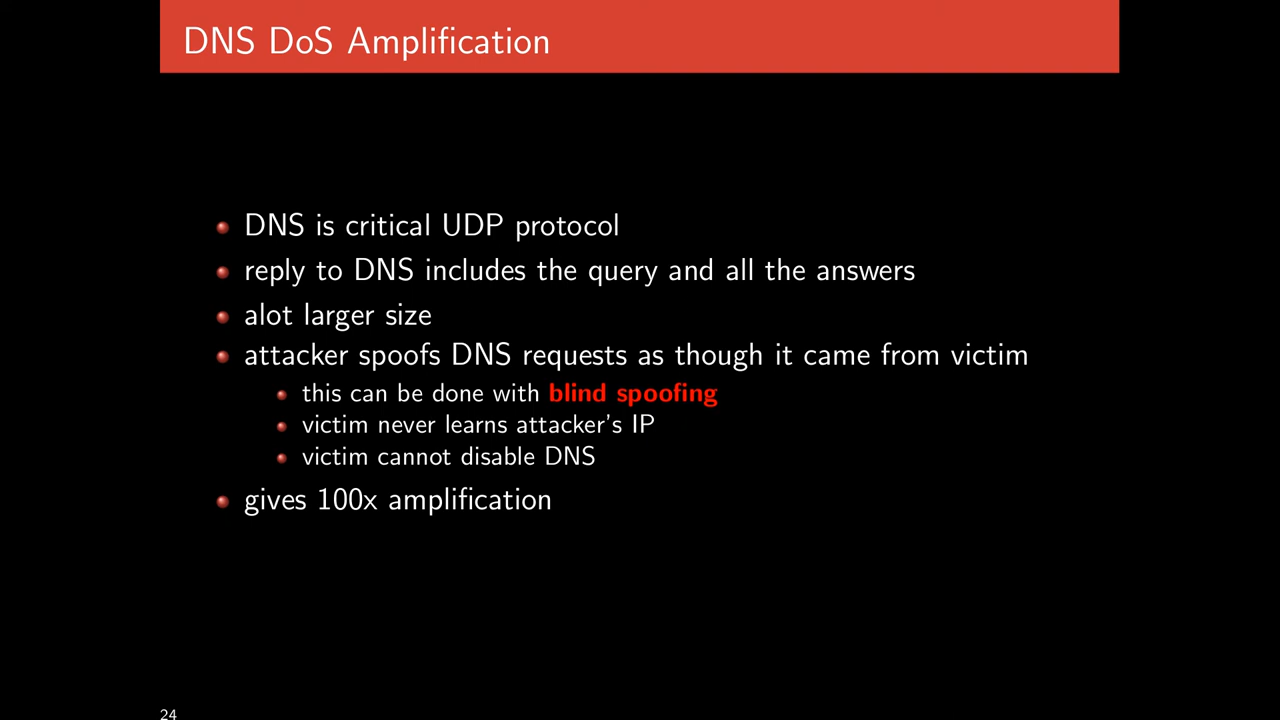 DNS DoS Amplification
DNS is critical UDP protocol
reply to DNS includes the query and all the answers
alot larger size
attacker spoofs DNS requests as though it came from victim
this can be done with blind spoofing
victim never learns attacker's IP
victim cannot disable DNS
gives 100x amplification
24